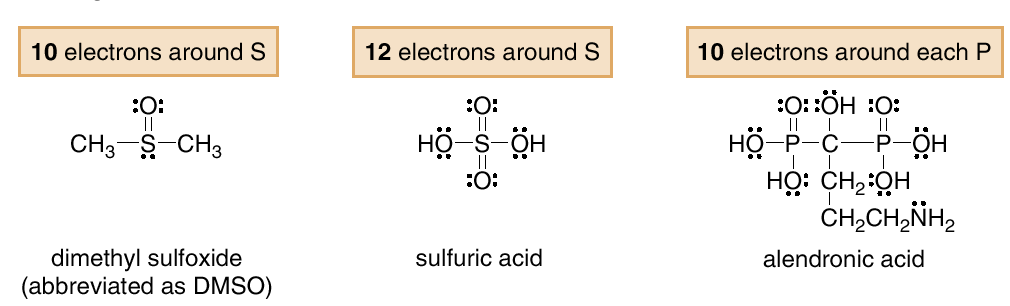 10 electrons around S
12 electrons around S
10 electrons around each P
:O:
CH3—S—CH3
:O:
HO—S—OH
:O:
:O: OH :O:
HO—P—C—P—OH
HO: CH2 :OH
CH2CH2NH2
dimethyl sulfoxide
(abbreviated as DMSO)
sulfuric acid
alendronic acid